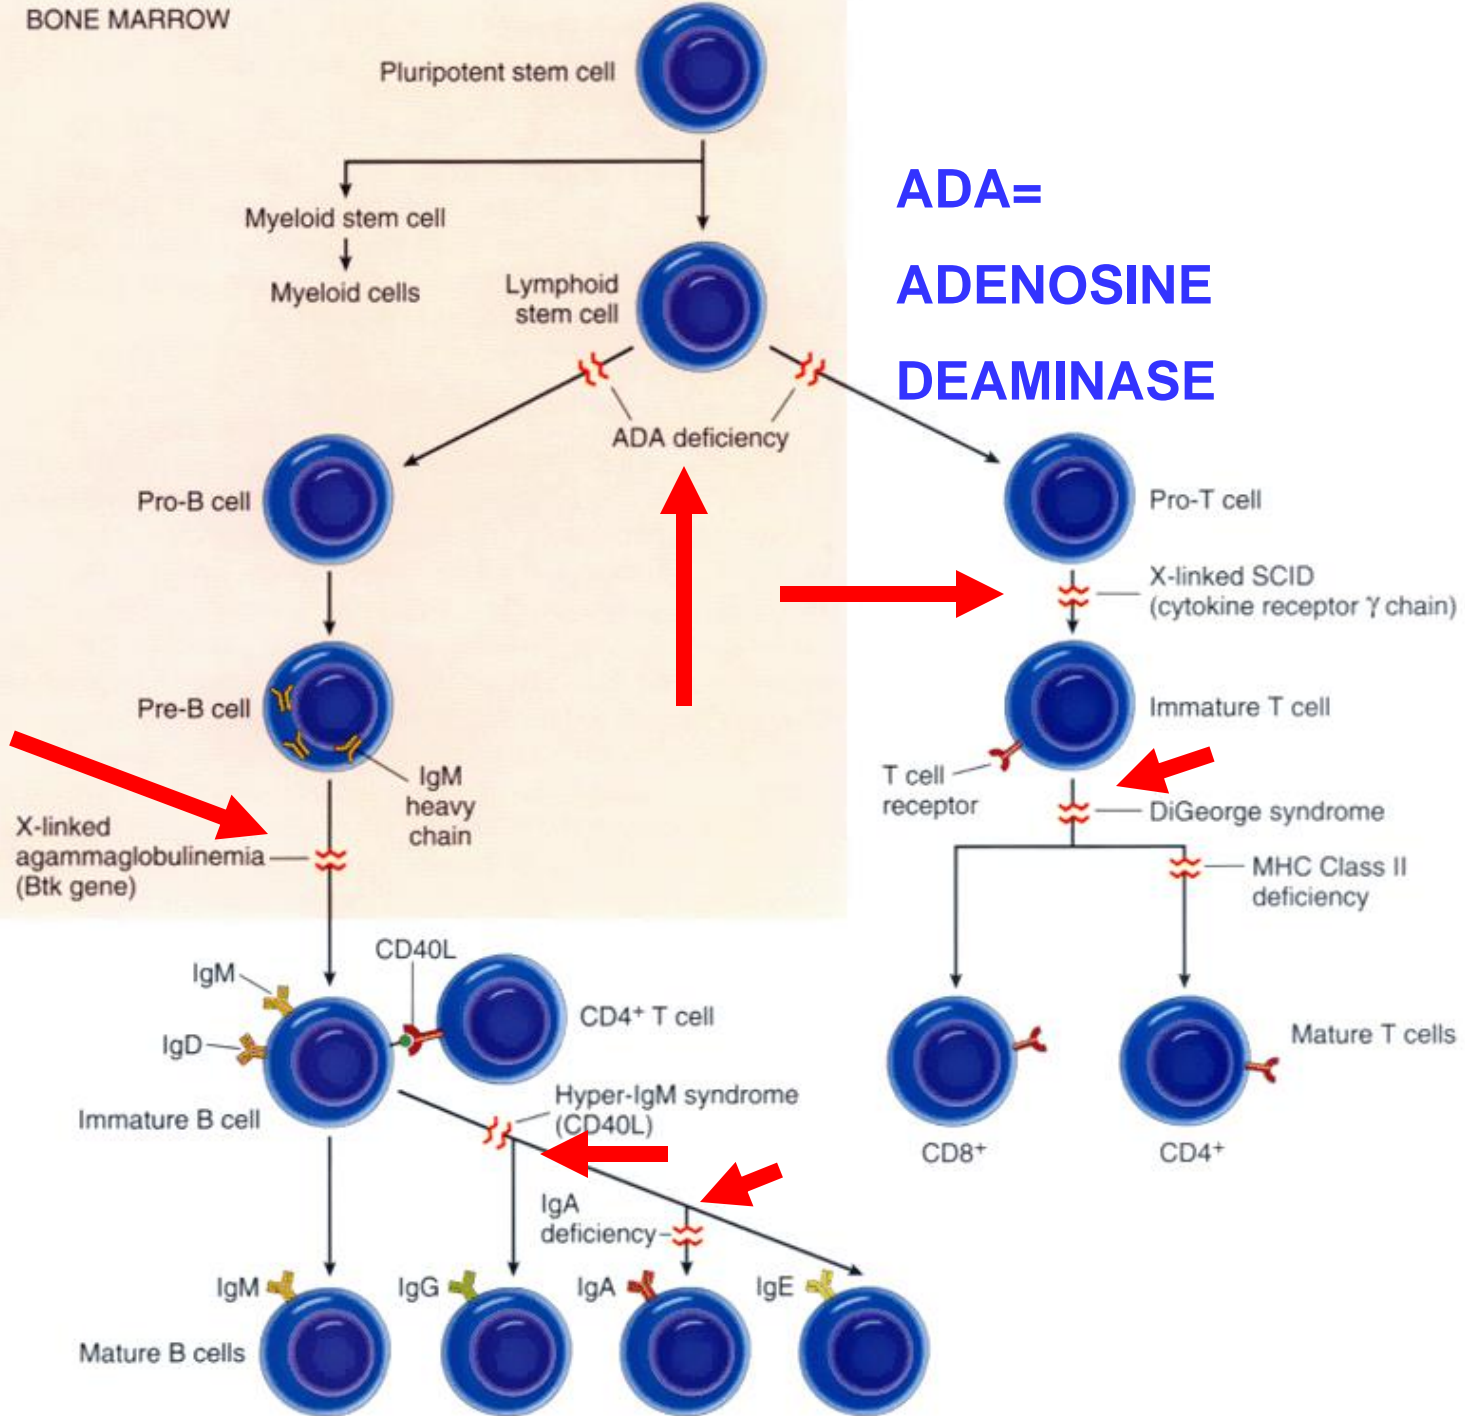 BONE MARROW
Pluripotent stem cell
ADA=
ADENOSINE
DEAMINASE
Myeloid stem cell
Myeloid cells
Lymphoid
stem cell
ADA deficiency
Pro-B cell
Pro-T cell
X-linked SCID
(cytokine receptor γ chain)
Pre-B cell
Immature T cell
IgM
heavy
chain
T cell
receptor
X-linked
agammaglobulinemia
(Btk gene)
DiGeorge syndrome
MHC Class II
deficiency
CD40L
IgM
CD4+ T cell
IgD
Mature T cells
Immature B cell
Hyper-IgM syndrome
(CD40L)
CD8+
CD4+
IgA
deficiency
IgM
IgG
IgA
IgE
Mature B cells